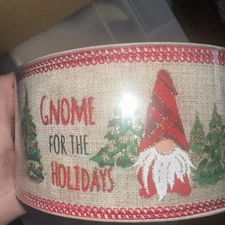 GNOME
FOR THE
HOLIDAYS